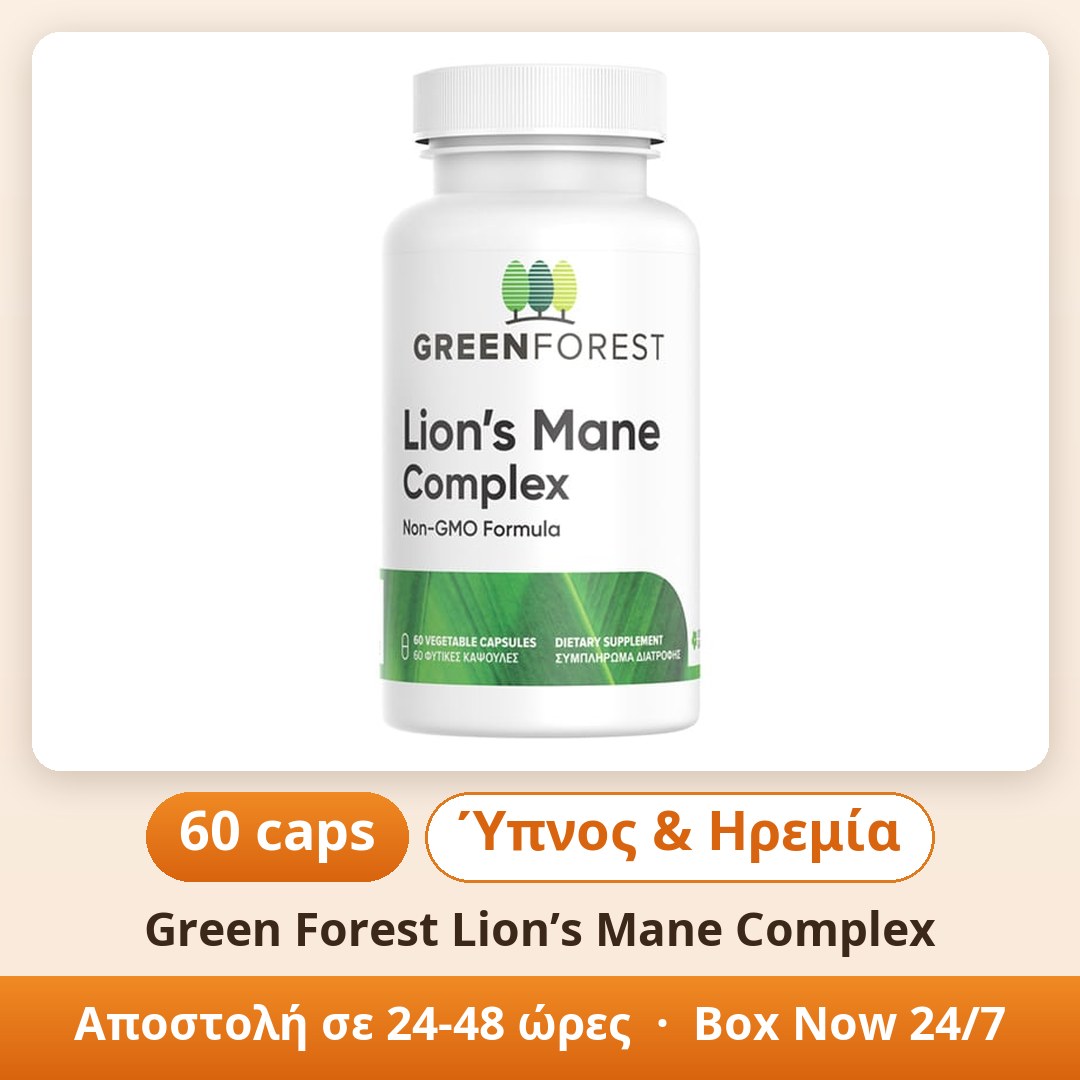 GREENFOREST
Lion’s Mane
Complex
Non-GMO Formula
60 VEGETABLE CAPSULES
60 ΦΥΤΙΚΕΣ ΚΑΨΟΥΛΕΣ
DIETARY SUPPLEMENT
ΣΥΜΠΛΗΡΩΜΑ ΔΙΑΤΡΟΦΗΣ
60 caps
Ύπνος & Ηρεμία
Green Forest Lion’s Mane Complex
Αποστολή σε 24-48 ώρες · Box Now 24/7